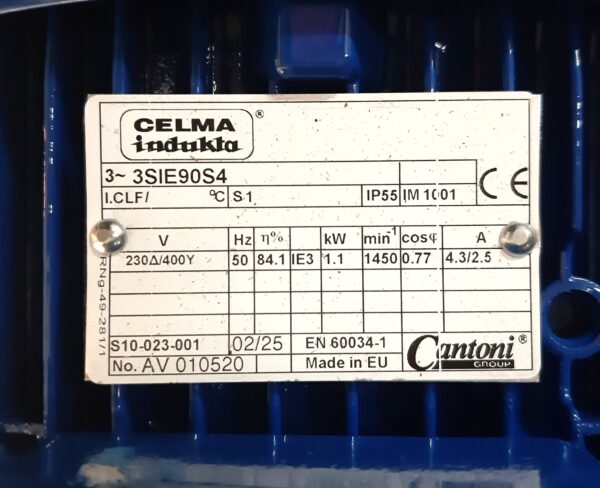 CELMA ®
indukta
3~ 3SIE90S4
I.CLF/ ℃ S1 IP55 IM 1001
CE
V Hz η% kW min⁻¹ cosφ A
230Δ/400Y 50 84.1 IE3 1.1 1450 0.77 4.3/2.5
RNg-49-281/1
S10-023-001 02/25 EN 60034-1
No. AV 010520 Made in EU
Cantoni ®
GROUP